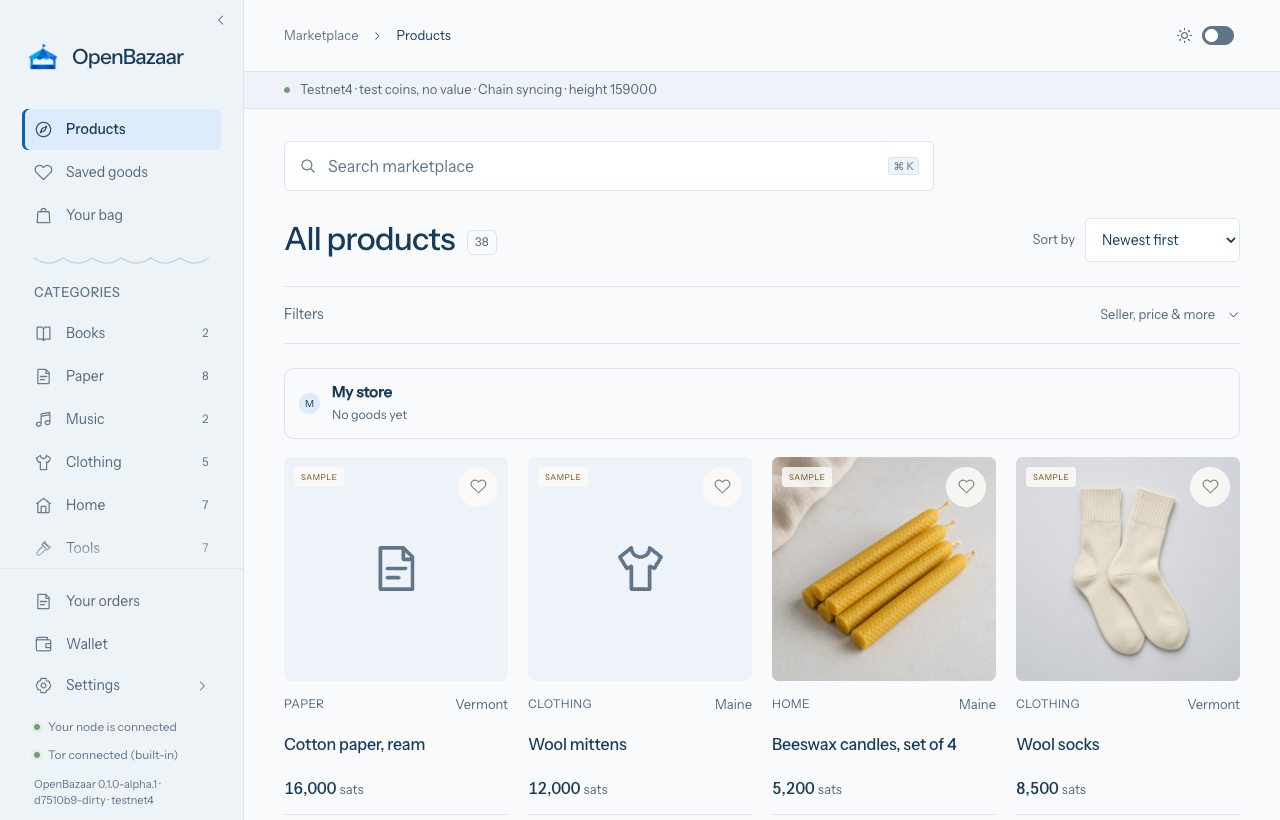 OpenBazaar
Products
Saved goods
Your bag
CATEGORIES
Books 2
Paper 8
Music 2
Clothing 5
Home 7
Tools 7
Your orders
Wallet
Settings
Your node is connected
Tor connected (built-in)
OpenBazaar 0.1.0-alpha.1 ·
d7510b9-dirty · testnet4
Marketplace Products
Testnet4 · test coins, no value · Chain syncing · height 159000
Search marketplace ⌘ K
All products 38
Sort by Newest first
Filters Seller, price & more
M
My store
No goods yet
SAMPLE SAMPLE SAMPLE SAMPLE
PAPER Vermont CLOTHING Maine HOME Maine CLOTHING Vermont
Cotton paper, ream Wool mittens Beeswax candles, set of 4 Wool socks
16,000 sats 12,000 sats 5,200 sats 8,500 sats